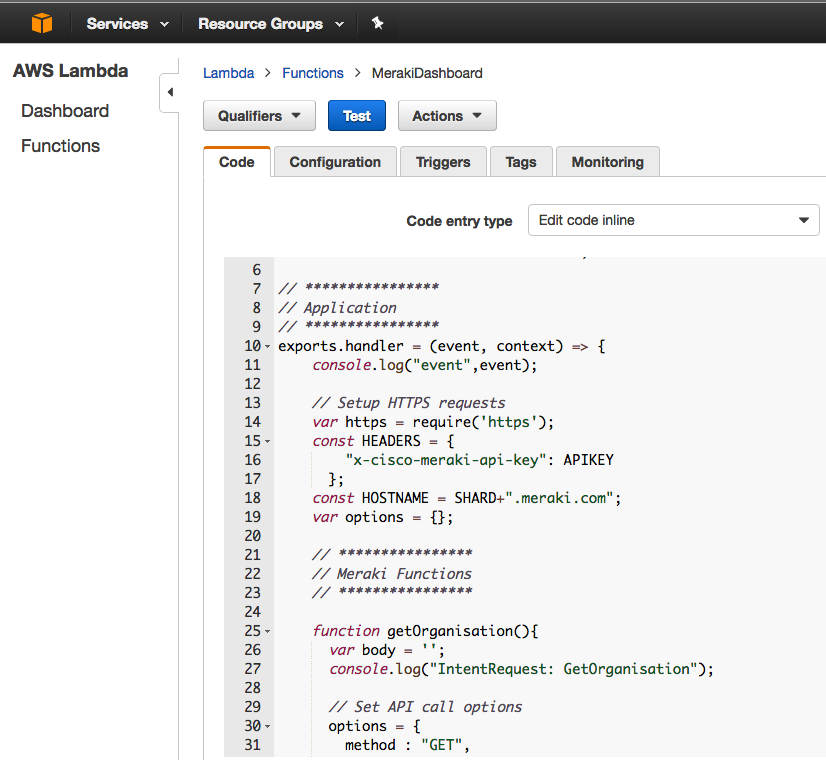 Services Resource Groups
AWS Lambda
Dashboard
Functions
Lambda > Functions > MerakiDashboard
Qualifiers Test Actions
Code Configuration Triggers Tags Monitoring
Code entry type Edit code inline
6
7 // ****************
8 // Application
9 // ****************
10 exports.handler = (event, context) => {
11 console.log("event",event);
12
13 // Setup HTTPS requests
14 var https = require('https');
15 const HEADERS = {
16 "x-cisco-meraki-api-key": APIKEY
17 };
18 const HOSTNAME = SHARD+".meraki.com";
19 var options = {};
20
21 // ****************
22 // Meraki Functions
23 // ****************
24
25 function getOrganisation(){
26 var body = '';
27 console.log("IntentRequest: GetOrganisation");
28
29 // Set API call options
30 options = {
31 method : "GET",